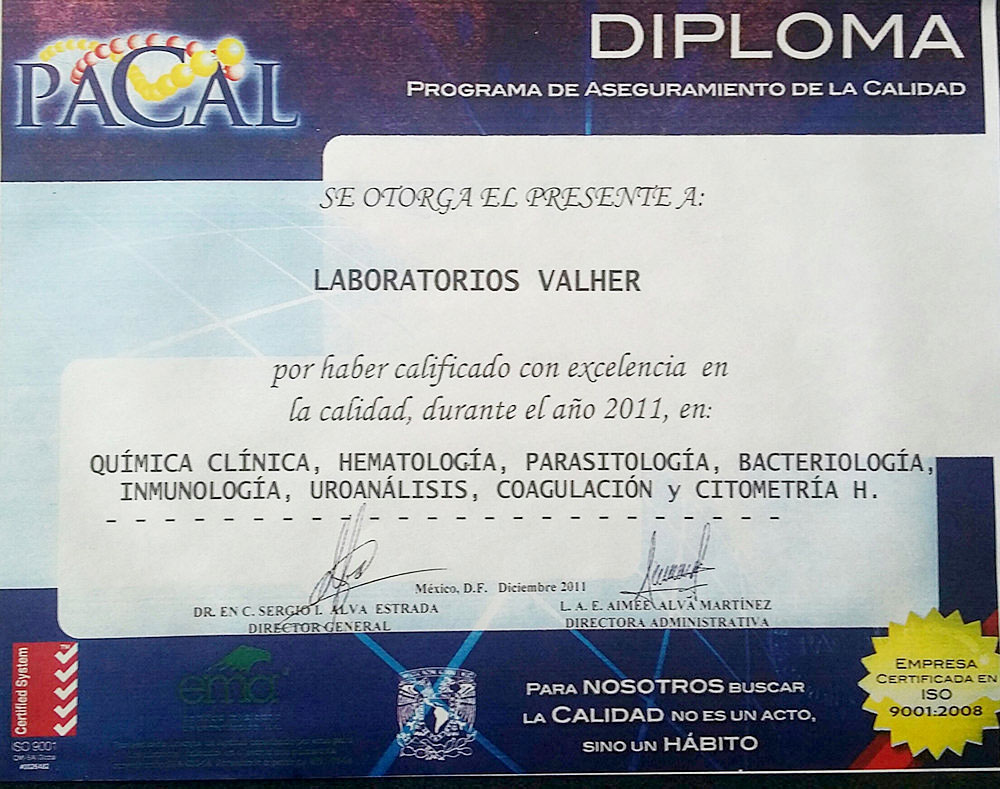 PACAL
DIPLOMA
PROGRAMA DE ASEGURAMIENTO DE LA CALIDAD
SE OTORGA EL PRESENTE A:
LABORATORIOS VALHER
por haber calificado con excelencia en
la calidad, durante el año 2011, en:
QUÍMICA CLÍNICA, HEMATOLOGÍA, PARASITOLOGÍA, BACTERIOLOGÍA,
INMUNOLOGÍA, UROANÁLISIS, COAGULACIÓN y CITOMETRÍA H.
México, D.F. Diciembre 2011
DR. EN C. SERGIO I. ALVA ESTRADA
DIRECTOR GENERAL
L. A. E. AIMEE ALVA MARTÍNEZ
DIRECTORA ADMINISTRATIVA
Certified System
ISO 9001
ema
PARA NOSOTROS BUSCAR
LA CALIDAD NO ES UN ACTO,
SINO UN HÁBITO
EMPRESA
CERTIFICADA EN
ISO
9001:2008